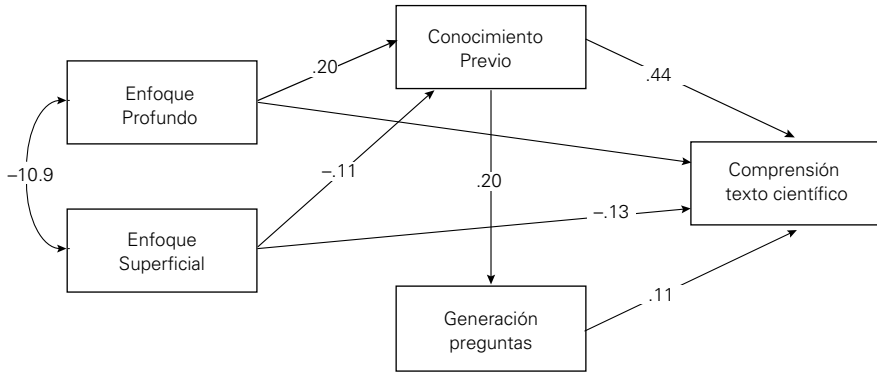 Conocimiento
Previo
.20
.44
Enfoque
Profundo
–10.9
–.11
.20
Comprensión
texto científico
–.13
Enfoque
Superficial
.11
Generación
preguntas